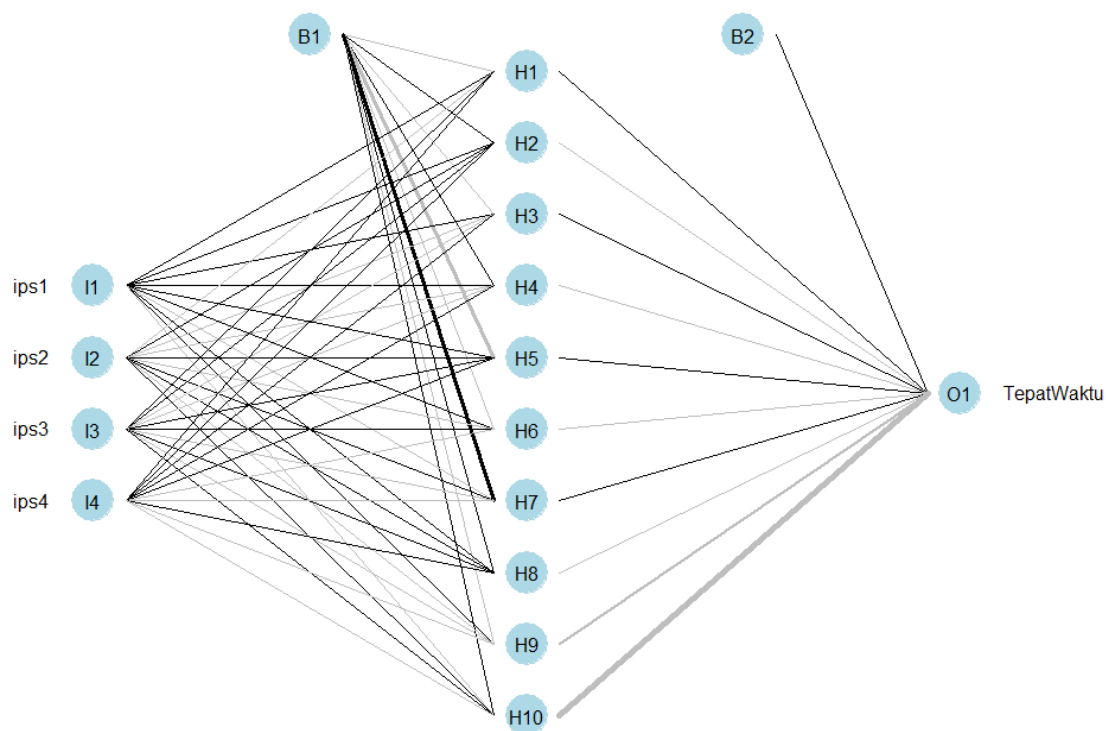 B1
B2
H1
H2
H3
ips1 I1
H4
ips2 I2
H5
O1 TepatWaktu
ips3 I3
H6
ips4 I4
H7
H8
H9
H10